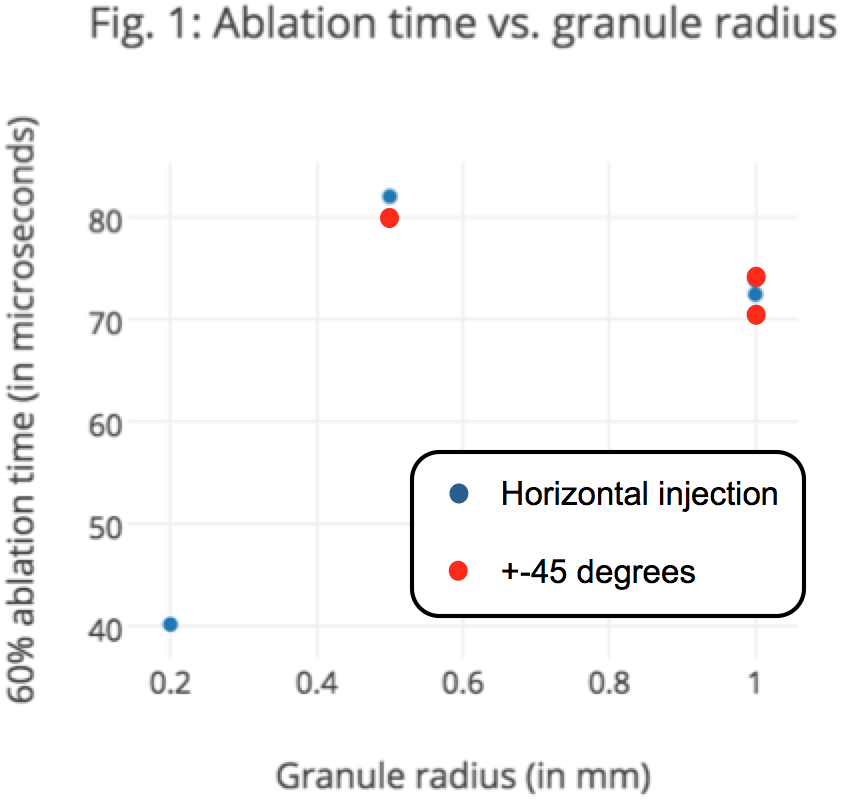 Fig. 1: Ablation time vs. granule radius
60% ablation time (in microseconds)
80
70
60
50
40
Horizontal injection
+-45 degrees
0.2 0.4 0.6 0.8 1
Granule radius (in mm)